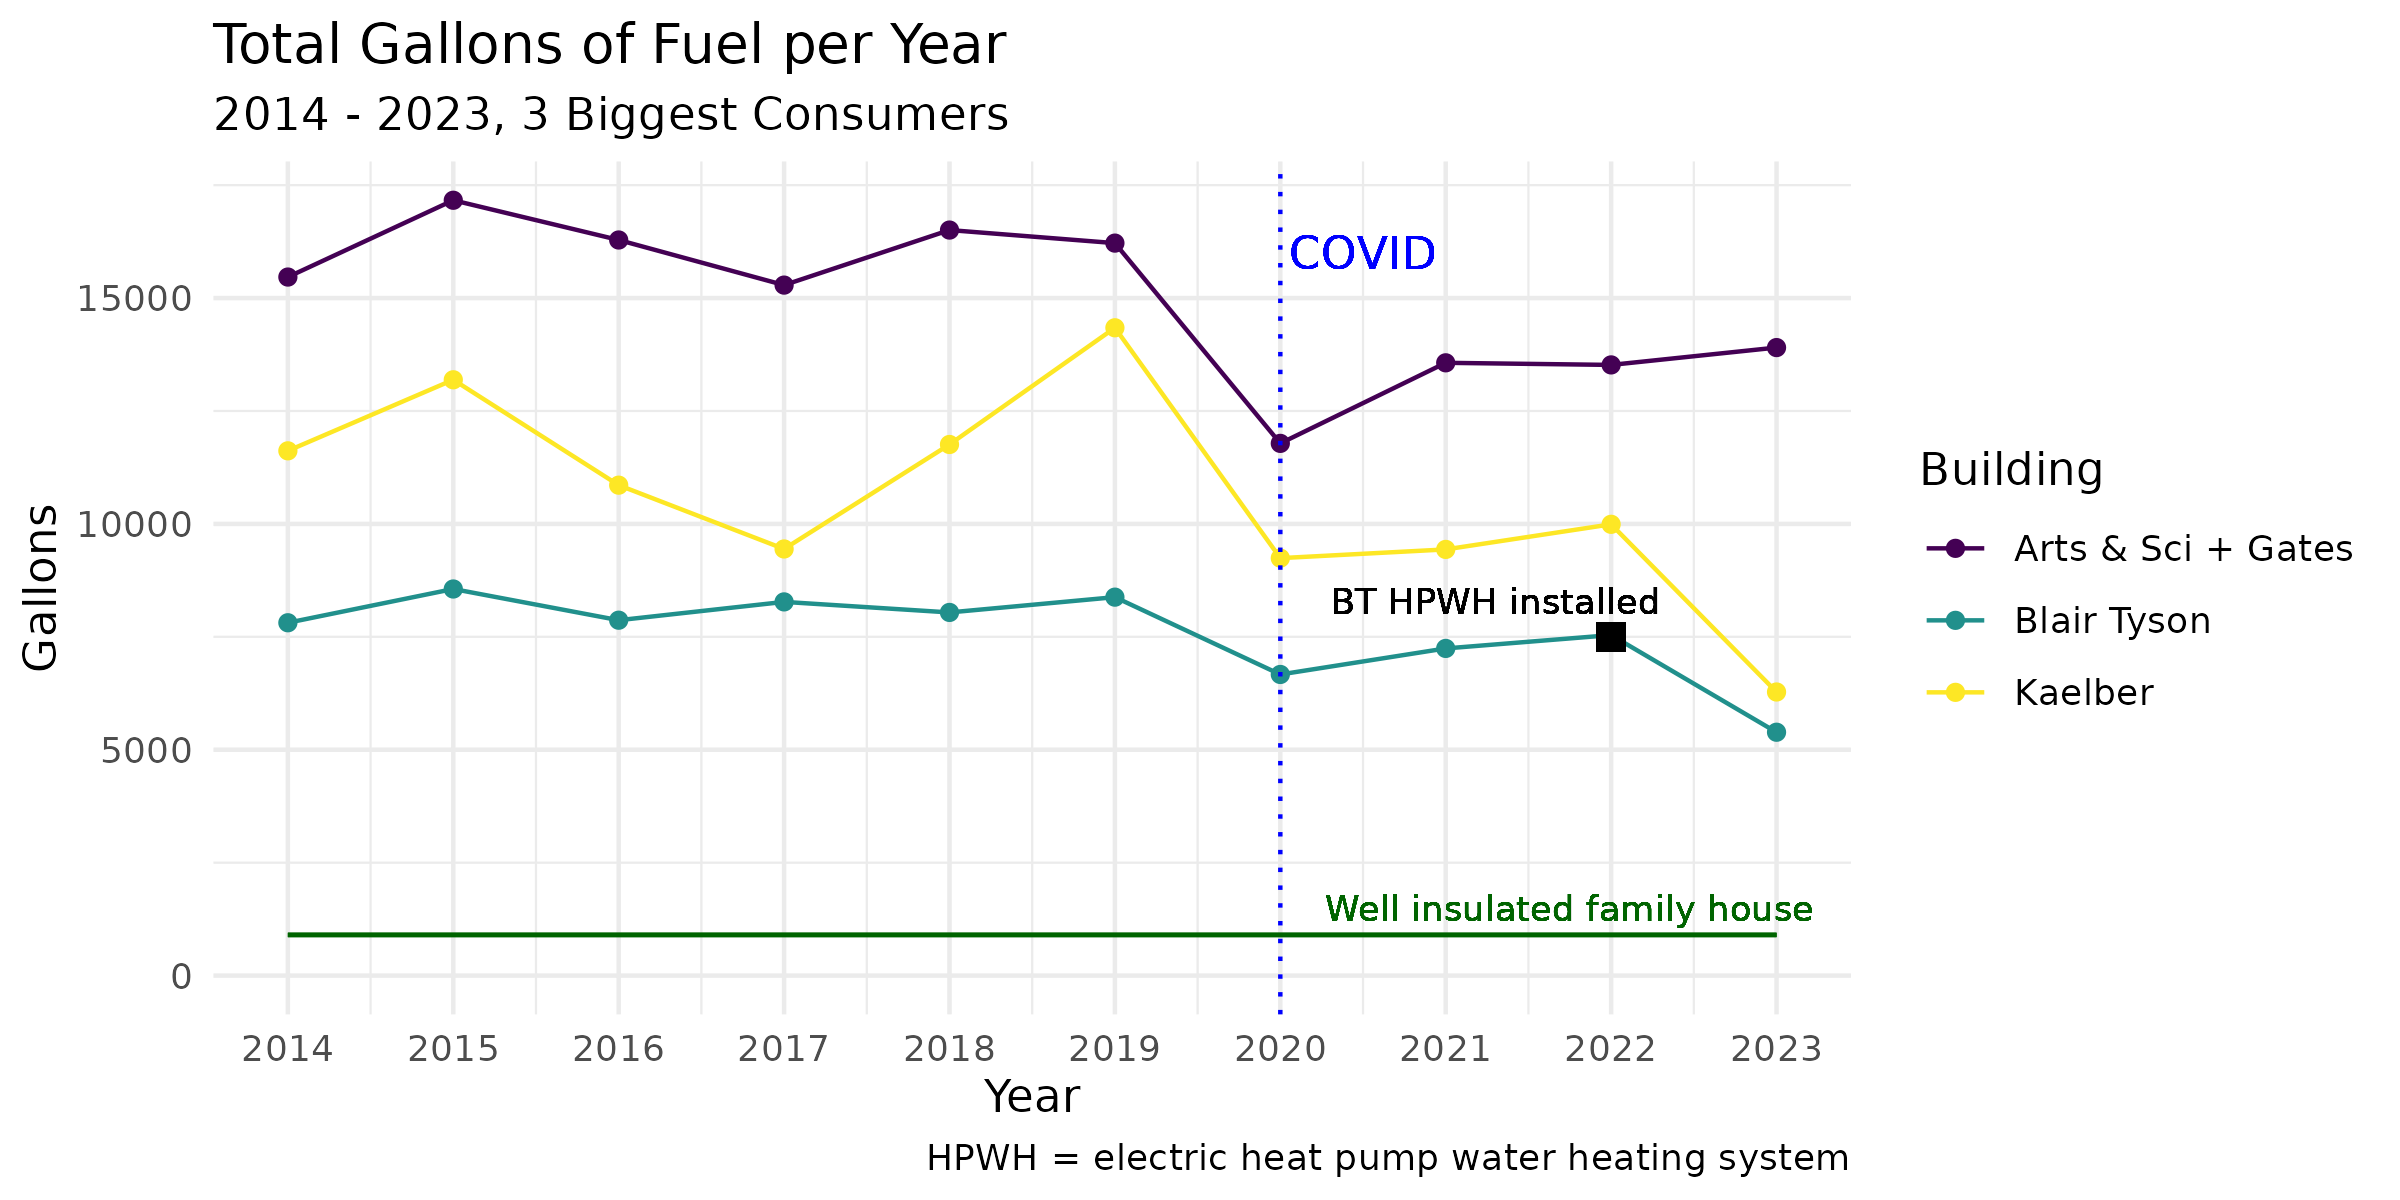 Total Gallons of Fuel per Year
2014 - 2023, 3 Biggest Consumers
COVID
15000
Building
Gallons
10000
Arts & Sci + Gates
BT HPWH installed
Blair Tyson
Kaelber
5000
Well insulated family house
0
2014 2015 2016 2017 2018 2019 2020 2021 2022 2023
Year
HPWH = electric heat pump water heating system